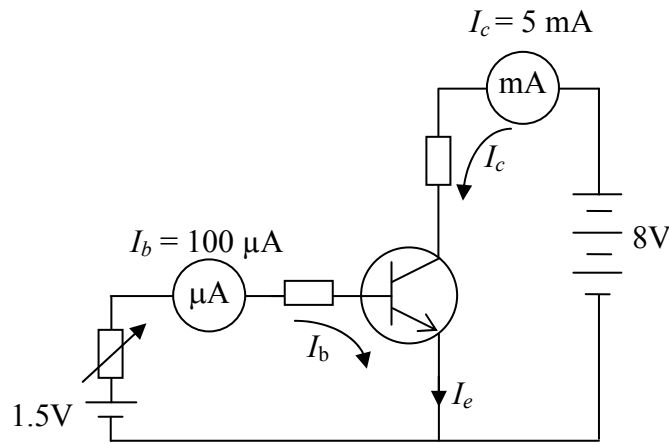 I_c = 5 mA
mA
I_c
8V
I_b = 100 µA
µA
I_b
1.5V
I_e